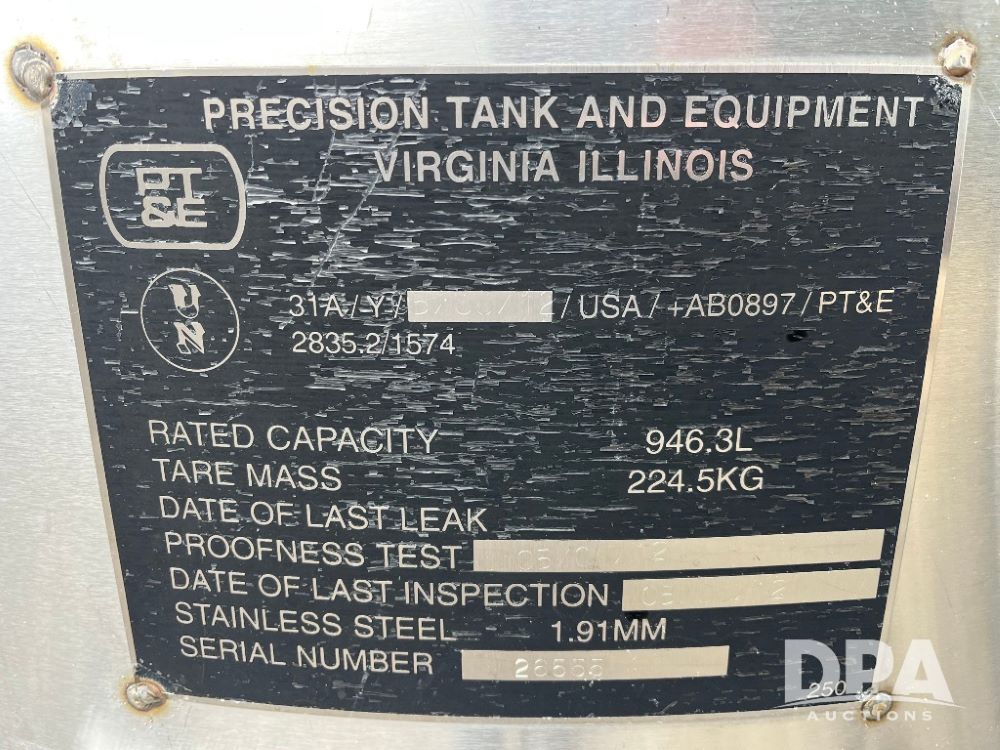 PRECISION TANK AND EQUIPMENT
VIRGINIA ILLINOIS
PT
&E
U
N
31A/Y/ /USA/+AB0897/PT&E
2835.2/1574
RATED CAPACITY 946.3L
TARE MASS 224.5KG
DATE OF LAST LEAK
PROOFNESS TEST
DATE OF LAST INSPECTION
STAINLESS STEEL 1.91MM
SERIAL NUMBER 26555
250
DPA
AUCTIONS